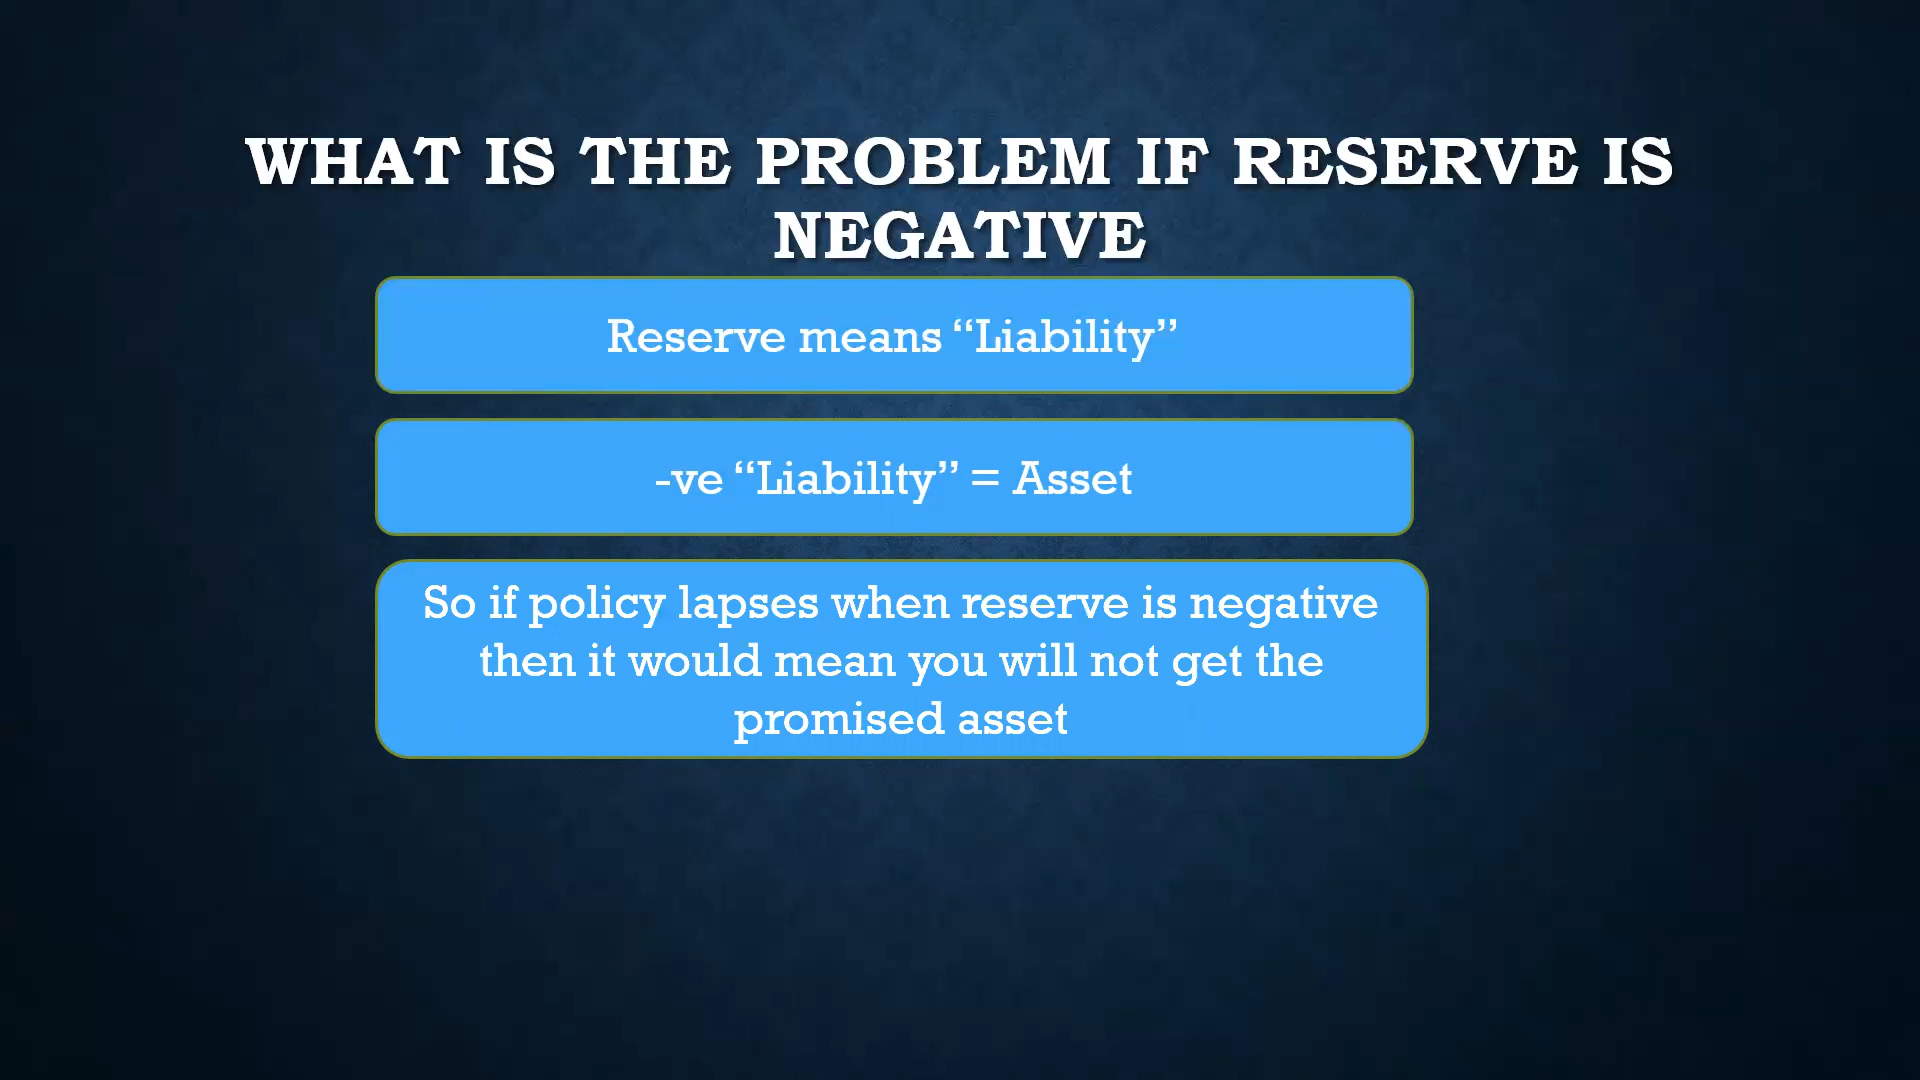 WHAT IS THE PROBLEM IF RESERVE IS
NEGATIVE
Reserve means “Liability”
-ve “Liability” = Asset
So if policy lapses when reserve is negative
then it would mean you will not get the
promised asset